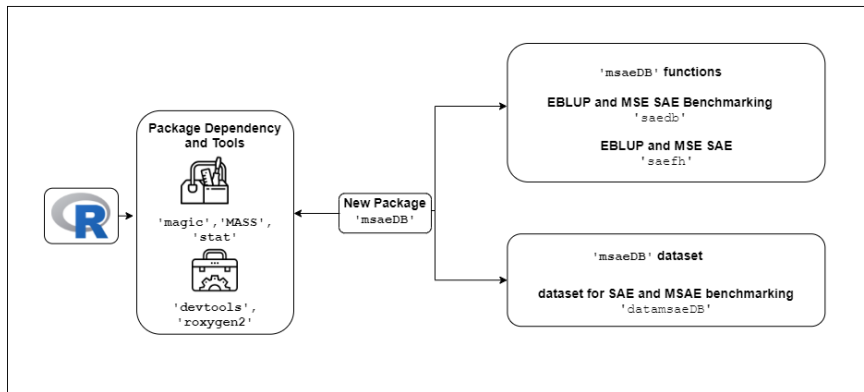 R
Package Dependency
and Tools
'magic','MASS',
'stat'
'devtools',
'roxygen2'
New Package
'msaeDB'
'msaeDB' functions
EBLUP and MSE SAE Benchmarking
'saedb'
EBLUP and MSE SAE
'saefh'
'msaeDB' dataset
dataset for SAE and MSAE benchmarking
'datamsaeDB'